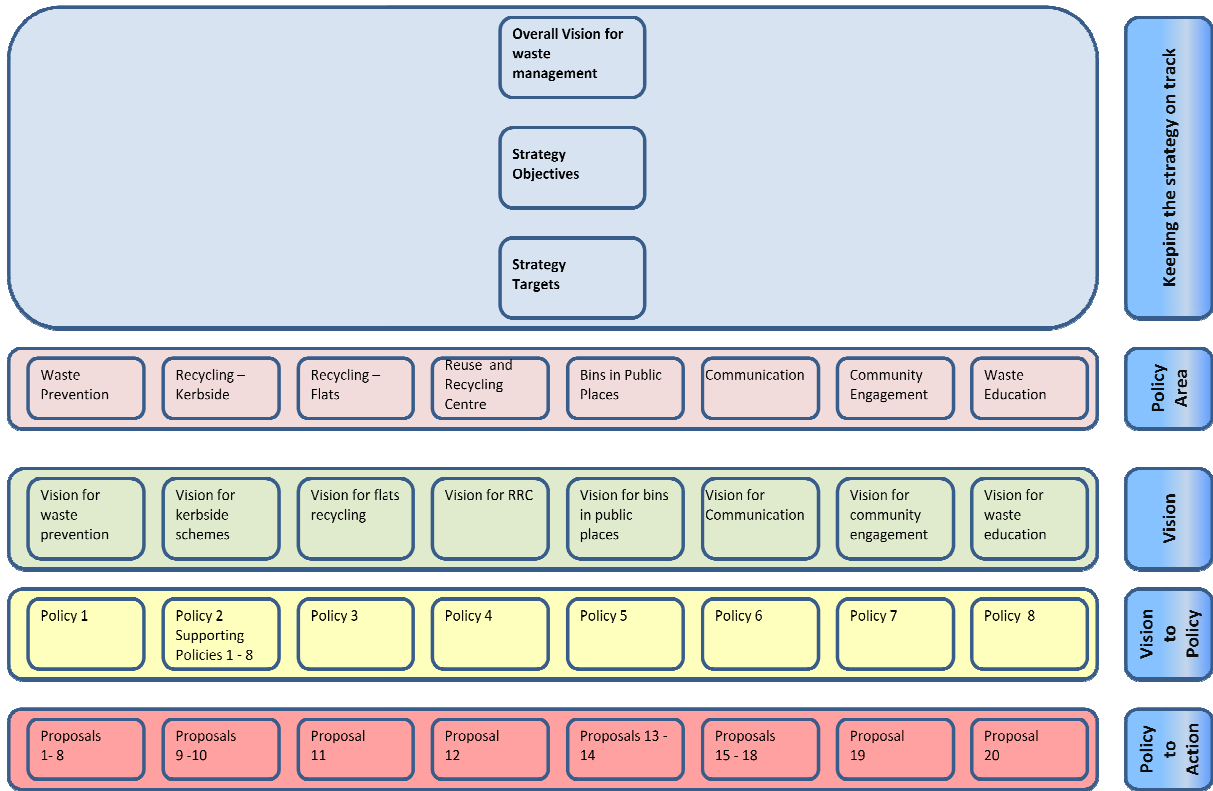 Overall Vision for
waste
management
Strategy
Objectives
Strategy
Targets
Keeping the strategy on track
Waste
Prevention
Recycling –
Kerbside
Recycling –
Flats
Reuse and
Recycling
Centre
Bins in Public
Places
Communication
Community
Engagement
Waste
Education
Policy
Area
Vision for
waste
prevention
Vision for
kerbside
schemes
Vision for flats
recycling
Vision for RRC
Vision for bins
in public
places
Vision for
Communication
Vision for
community
engagement
Vision for
waste
education
Vision
Policy 1
Policy 2
Supporting
Policies 1 - 8
Policy 3
Policy 4
Policy 5
Policy 6
Policy 7
Policy 8
Vision
to
Policy
Proposals
1- 8
Proposals
9 -10
Proposal
11
Proposal
12
Proposals 13 -
14
Proposals
15 - 18
Proposal
19
Proposal
20
Policy
to
Action